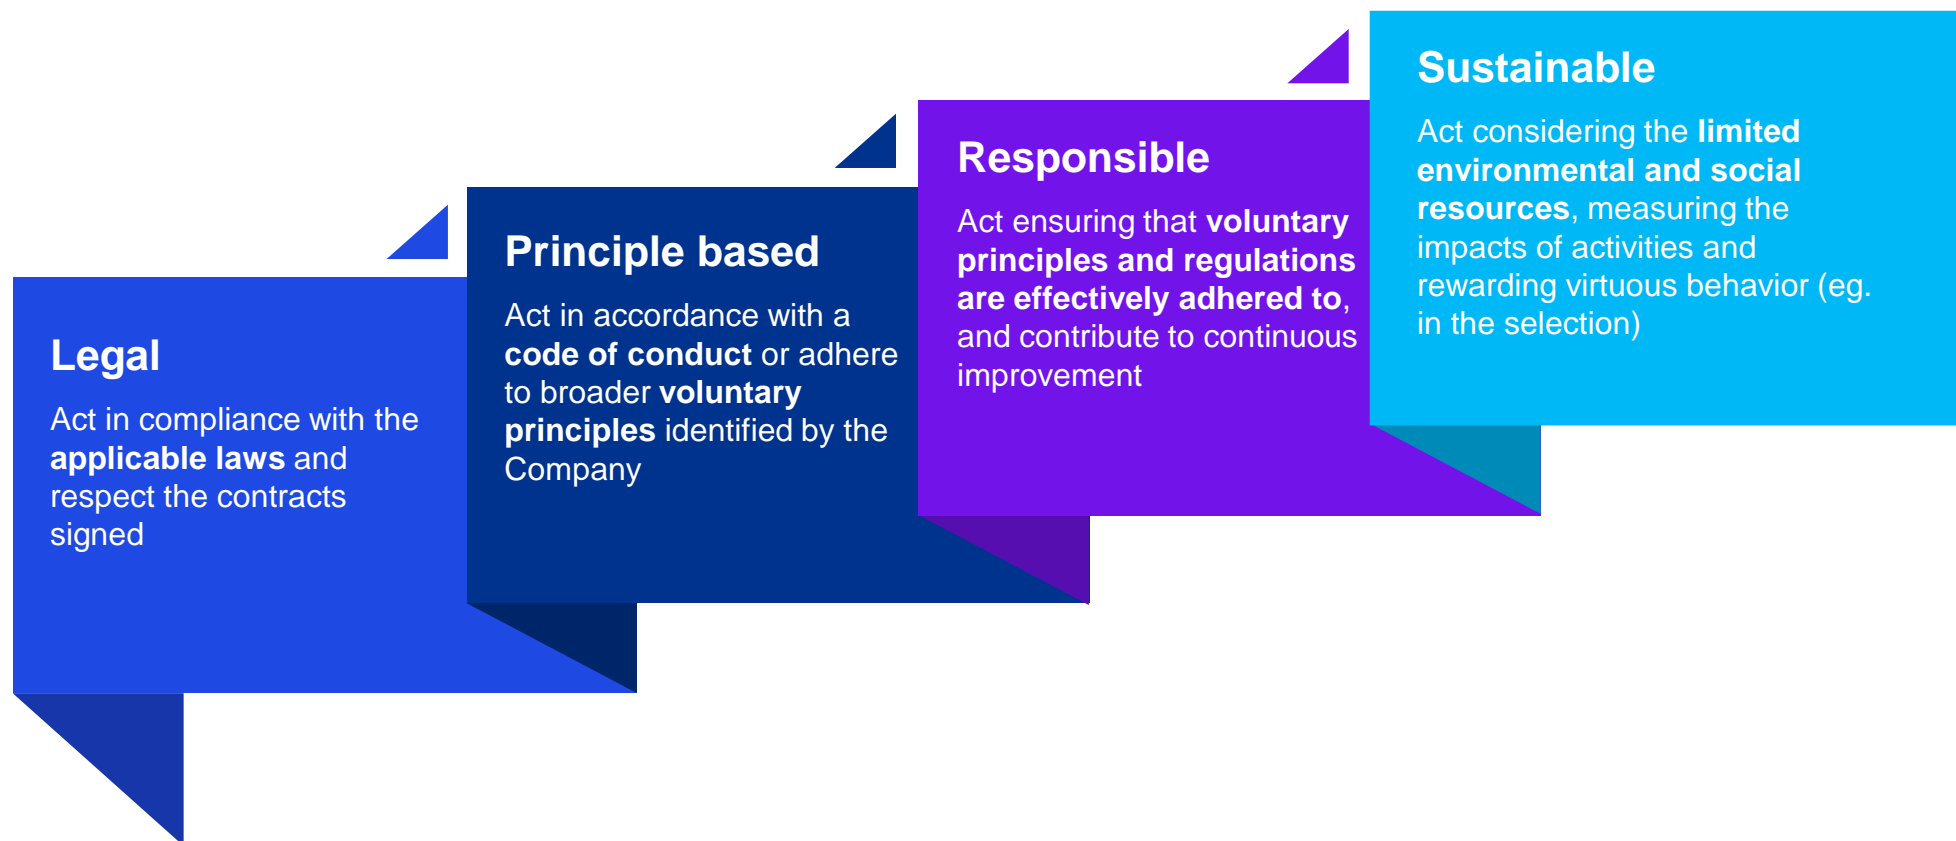 Legal
Act in compliance with the
applicable laws and
respect the contracts
signed
Principle based
Act in accordance with a
code of conduct or adhere
to broader voluntary
principles identified by the
Company
Responsible
Act ensuring that voluntary
principles and regulations
are effectively adhered to,
and contribute to continuous
improvement
Sustainable
Act considering the limited
environmental and social
resources, measuring the
impacts of activities and
rewarding virtuous behavior (eg.
in the selection)